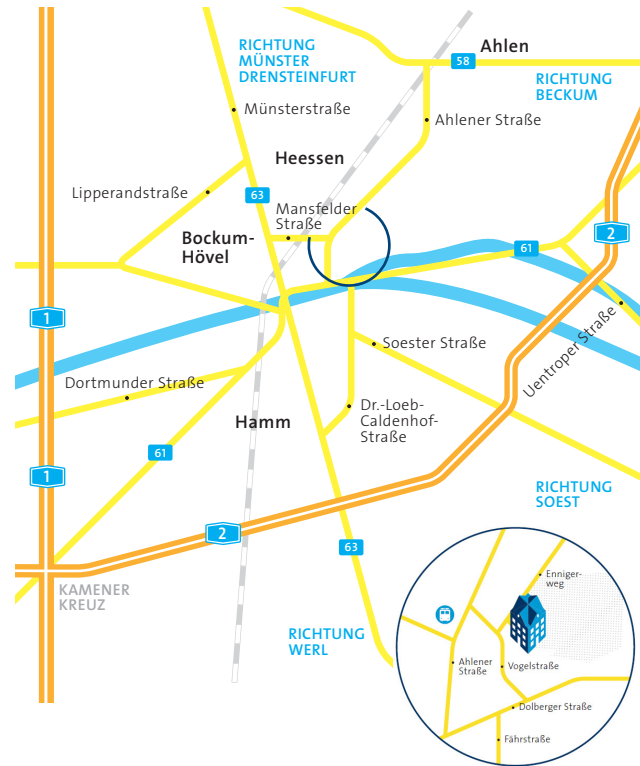 RICHTUNG
MÜNSTER
DRENSTEINFURT
Ahlen
58
RICHTUNG
BECKUM
Münsterstraße
Ahlener Straße
Heessen
Lipperandstraße
63
Mansfelder
Straße
Bockum-
Hövel
61
2
1
Soester Straße
Uentroper Straße
Dortmunder Straße
Hamm
Dr.-Loeb-
Caldenhof-
Straße
61
1
RICHTUNG
SOEST
2
63
KAMENER
KREUZ
RICHTUNG
WERL
Enniger-
weg
Ahlener
Straße
Vogelstraße
Dolberger Straße
Fährstraße